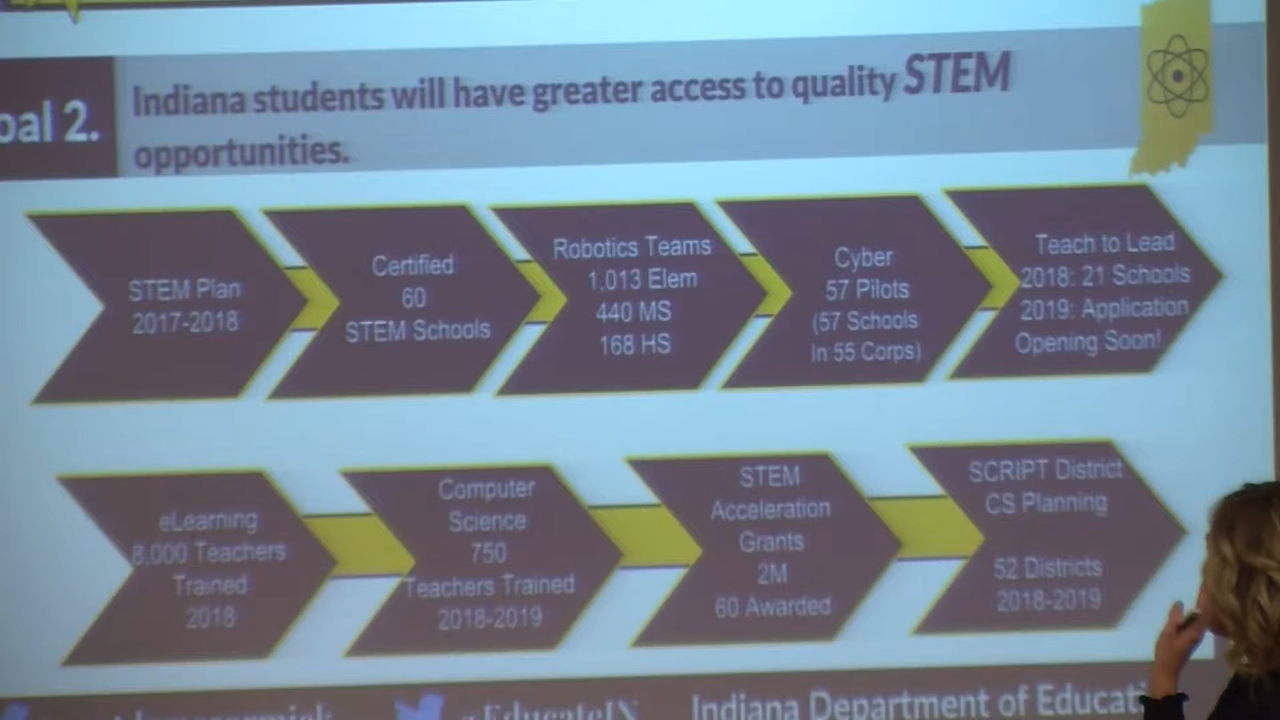 oal 2.
Indiana students will have greater access to quality STEM
opportunities.
STEM Plan
2017-2018
Certified
60
STEM Schools
Robotics Teams
1,013 Elem
440 MS
168 HS
Cyber
57 Pilots
(57 Schools
In 55 Corps)
Teach to Lead
2018: 21 Schools
2019: Application
Opening Soon!
eLearning
8,000 Teachers
Trained
2018
Computer
Science
750
Teachers Trained
2018-2019
STEM
Acceleration
Grants
2M
60 Awarded
SCRIPT District
CS Planning
52 Districts
2018-2019
@EducateIN
Indiana Department of Educati